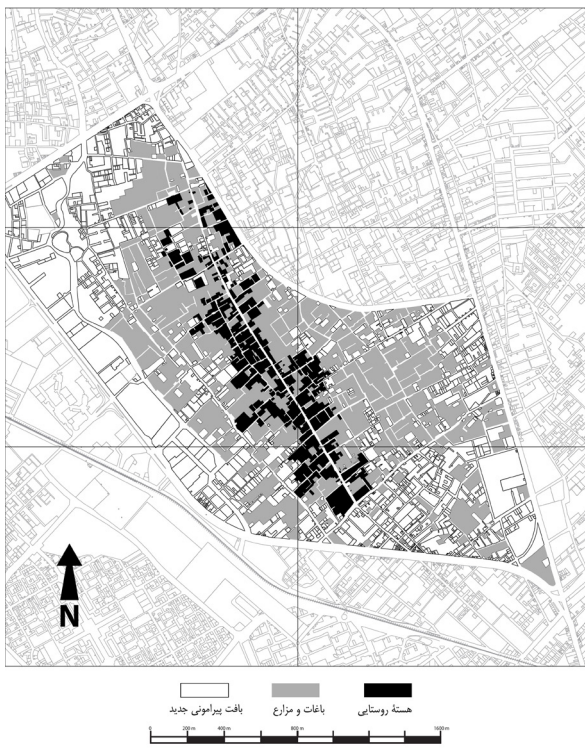 N
هستهٔ روستایی
باغات و مزارع
بافت پیرامونی جدید
0 200 m 400 m 800 m 1600 m